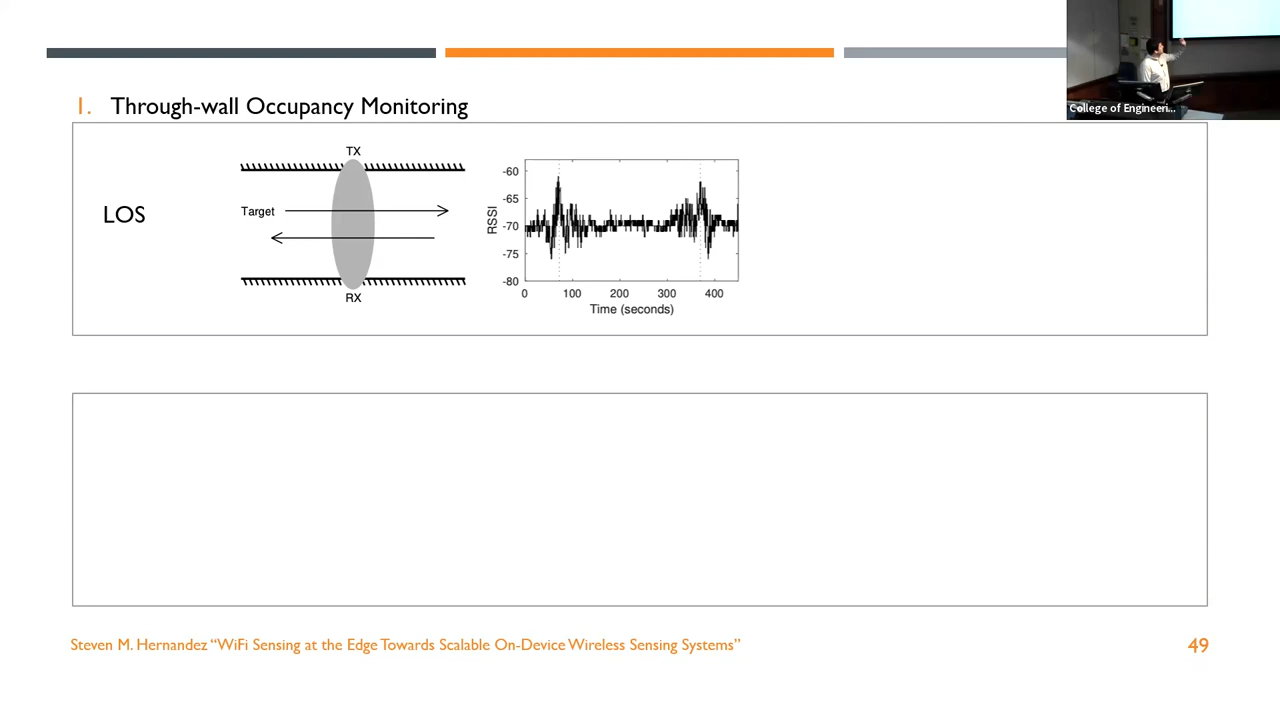 College of Engineeri...
1. Through-wall Occupancy Monitoring
LOS
TX
Target
RX
RSSI
-60
-65
-70
-75
-80
0 100 200 300 400
Time (seconds)
Steven M. Hernandez “WiFi Sensing at the Edge Towards Scalable On-Device Wireless Sensing Systems”
49